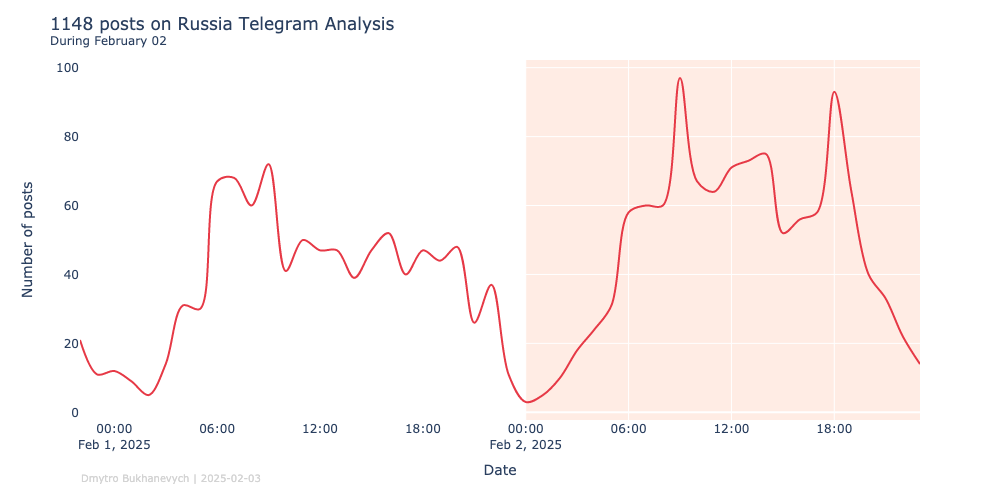 1148 posts on Russia Telegram Analysis
During February 02
100
80
60
40
20
0
Number of posts
00:00 06:00 12:00 18:00 00:00 06:00 12:00 18:00
Feb 1, 2025 Feb 2, 2025
Date
Dmytro Bukhanevych | 2025-02-03